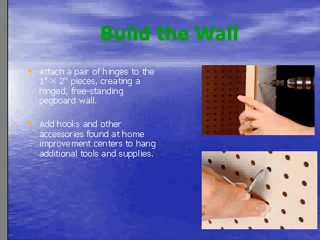 Build the Wall
Attach a pair of hinges to the
1" × 2" pieces, creating a
hinged, free-standing
pegboard wall.
Add hooks and other
accessories found at home
improvement centers to hang
additional tools and supplies.